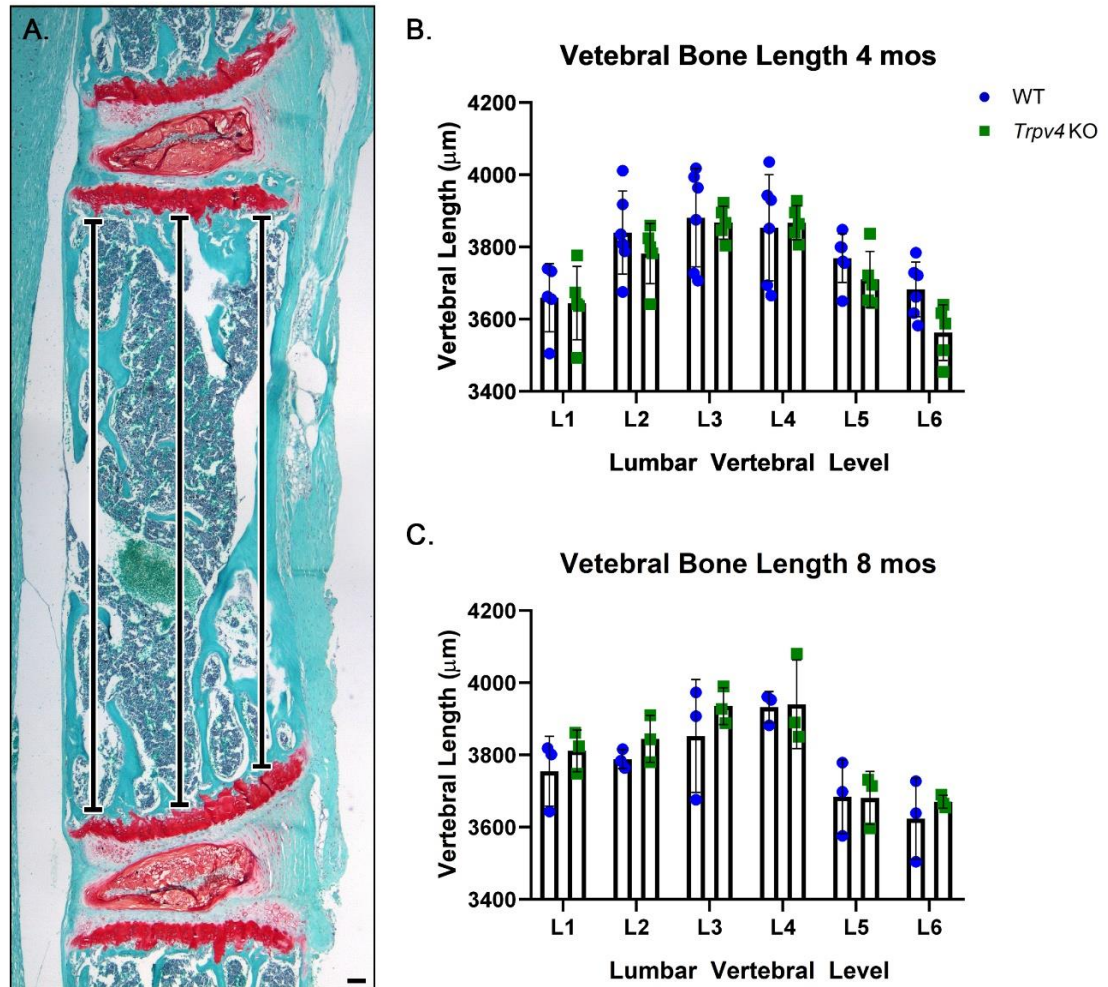 A.
B.
Vetebral Bone Length 4 mos
WT
Trpv4 KO
Vertebral Length (μm)
4200
4000
3800
3600
3400
L1 L2 L3 L4 L5 L6
Lumbar Vertebral Level
C.
Vetebral Bone Length 8 mos
Vertebral Length (μm)
4200
4000
3800
3600
3400
L1 L2 L3 L4 L5 L6
Lumbar Vertebral Level